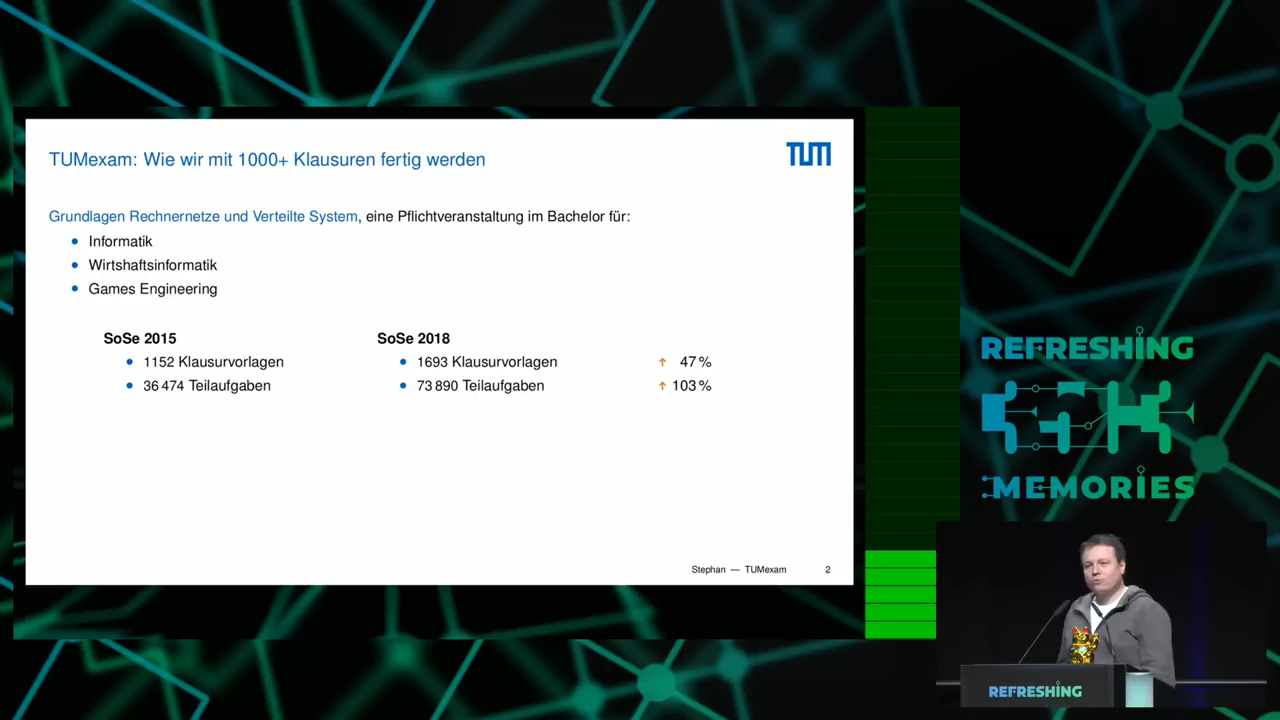 TUMexam: Wie wir mit 1000+ Klausuren fertig werden
TUM
Grundlagen Rechnernetze und Verteilte System, eine Pflichtveranstaltung im Bachelor für:
Informatik
Wirtshaftsinformatik
Games Engineering
SoSe 2015
1152 Klausurvorlagen
36 474 Teilaufgaben
SoSe 2018
1693 Klausurvorlagen
73 890 Teilaufgaben
↑ 47 %
↑ 103 %
Stephan — TUMexam 2
REFRESHING
MEMORIES
REFRESHING